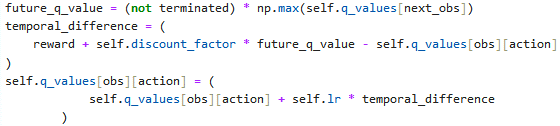 future_q_value = (not terminated) * np.max(self.q_values[next_obs])
temporal_difference = (
    reward + self.discount_factor * future_q_value - self.q_values[obs][action]
)
self.q_values[obs][action] = (
            self.q_values[obs][action] + self.lr * temporal_difference
        )